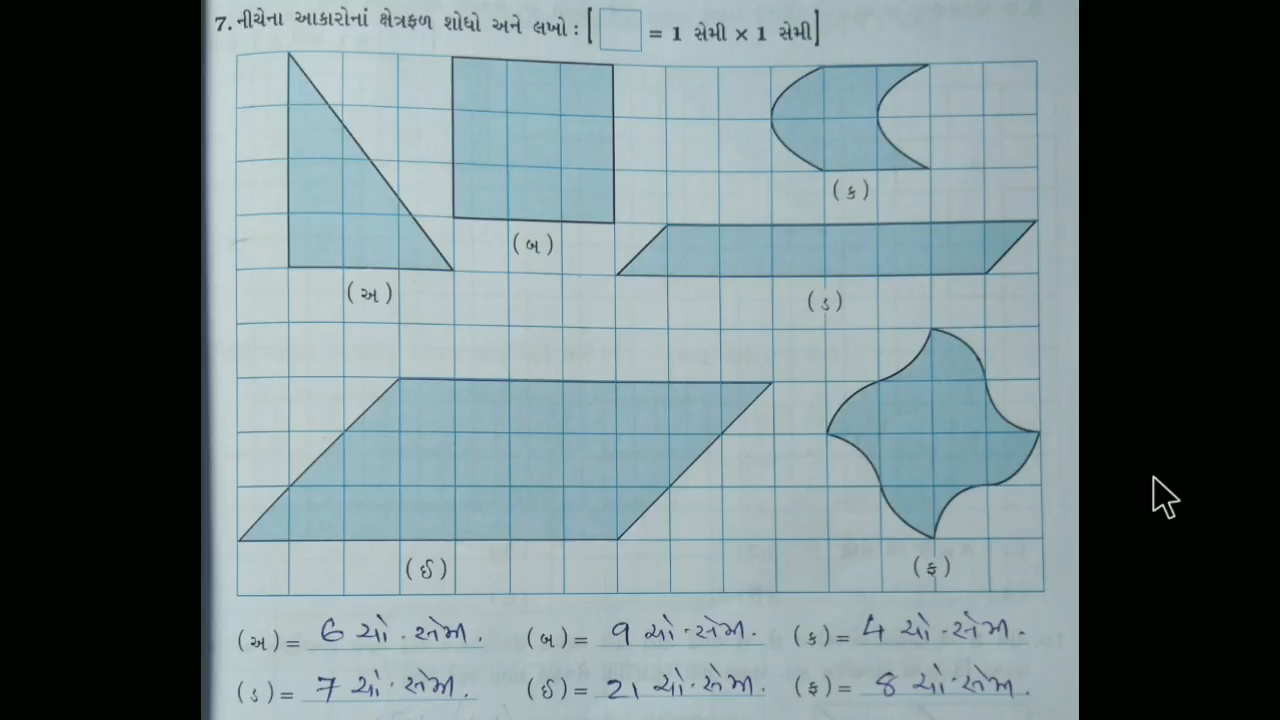 7. નીચેના આકારોનાં ક્ષેત્રફળ શોધો અને લખો : [ = 1 સેમી × 1 સેમી]
(અ)
(બ)
(ક)
(ડ)
(ઈ)
(ફ)
(અ) = 6 ચો·સેમી. (બ) = 9 ચો·સેમી. (ક) = 4 ચો·સેમી.
(ડ) = 7 ચો·સેમી. (ઈ) = 21 ચો·સેમી. (ફ) = 8 ચો·સેમી.